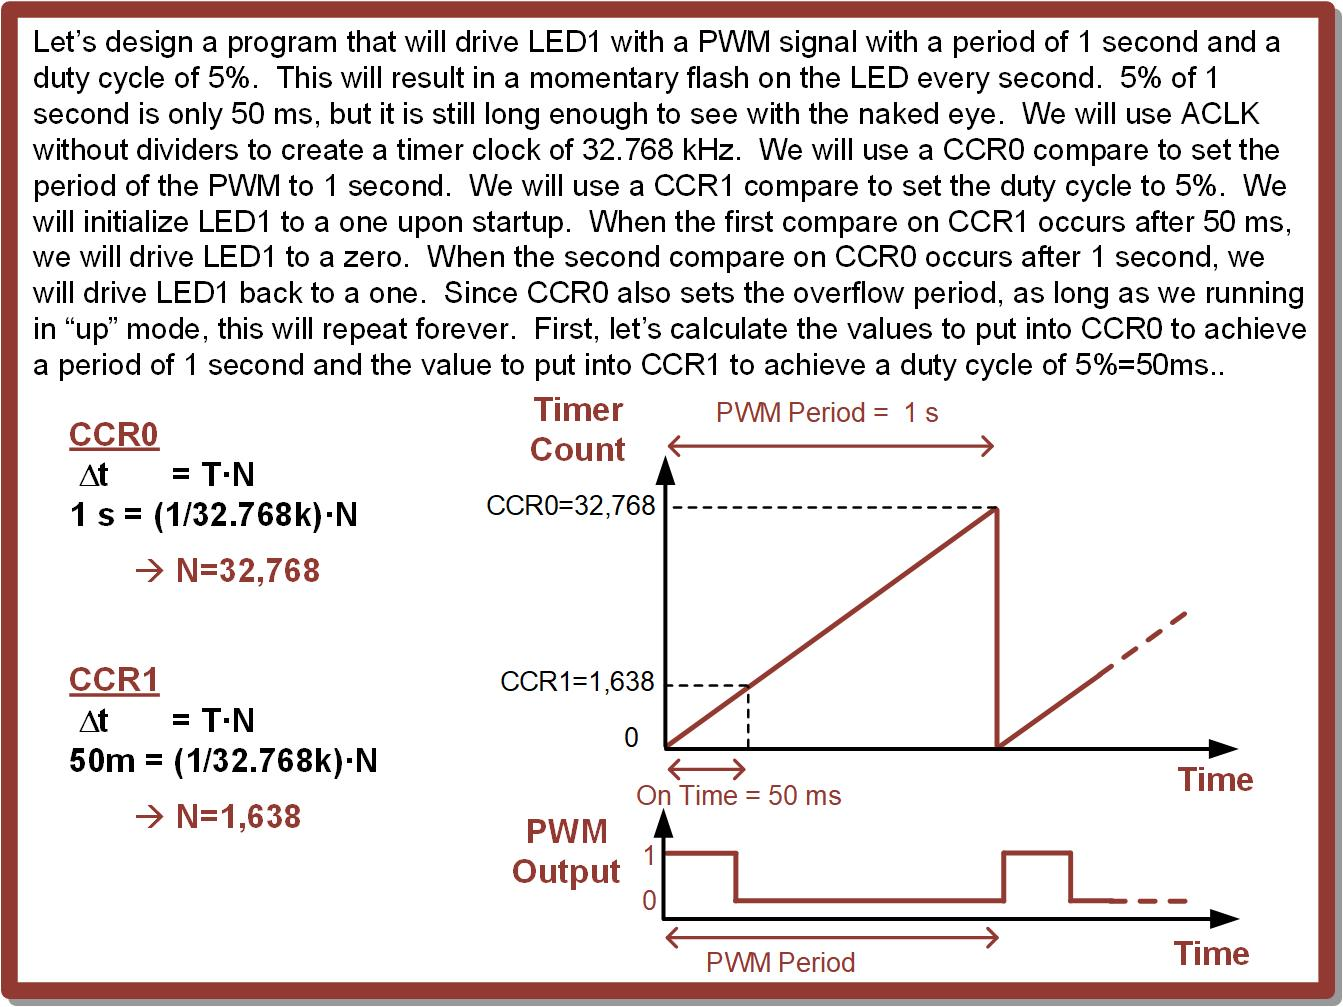 Let's design a program that will drive LED1 with a PWM signal with a period of 1 second and a
duty cycle of 5%.  This will result in a momentary flash on the LED every second.  5% of 1
second is only 50 ms, but it is still long enough to see with the naked eye.  We will use ACLK
without dividers to create a timer clock of 32.768 kHz.  We will use a CCR0 compare to set the
period of the PWM to 1 second.  We will use a CCR1 compare to set the duty cycle to 5%.  We
will initialize LED1 to a one upon startup.  When the first compare on CCR1 occurs after 50 ms,
we will drive LED1 to a zero.  When the second compare on CCR0 occurs after 1 second, we
will drive LED1 back to a one.  Since CCR0 also sets the overflow period, as long as we running
in “up” mode, this will repeat forever.  First, let's calculate the values to put into CCR0 to achieve
a period of 1 second and the value to put into CCR1 to achieve a duty cycle of 5%=50ms..
CCR0
Δt = T·N
1 s = (1/32.768k)·N
→ N=32,768
CCR1
Δt = T·N
50m = (1/32.768k)·N
→ N=1,638
Timer
Count
PWM Period = 1 s
CCR0=32,768
CCR1=1,638
0
Time
On Time = 50 ms
PWM
Output
1
0
Time
PWM Period